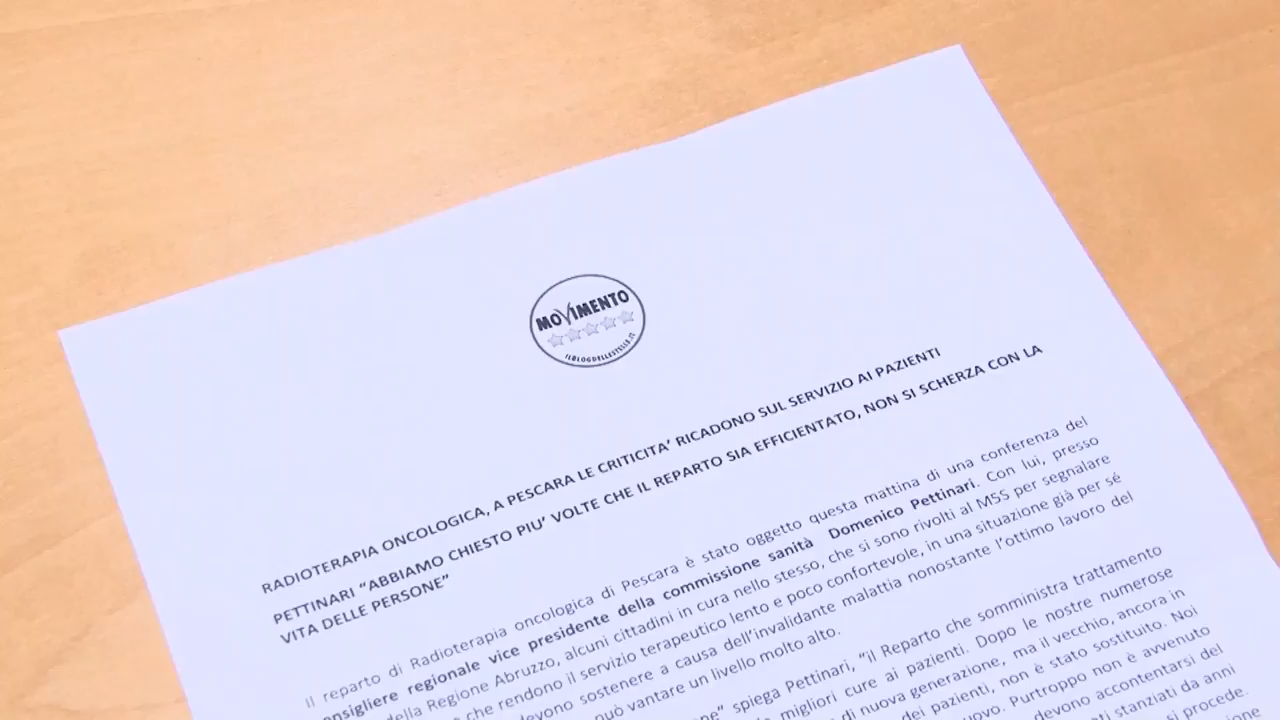 MOVIMENTO
ILBLOGDELLESTELLE.IT
RADIOTERAPIA ONCOLOGICA, A PESCARA LE CRITICITA' RICADONO SUL SERVIZIO AI PAZIENTI
PETTINARI "ABBIAMO CHIESTO PIU' VOLTE CHE IL REPARTO SIA EFFICIENTATO, NON SI SCHERZA CON LA
VITA DELLE PERSONE"
Il reparto di Radioterapia oncologica di Pescara è stato oggetto questa mattina di una conferenza del
nsigliere regionale vice presidente della commissione sanità Domenico Pettinari. Con lui, presso
della Regione Abruzzo, alcuni cittadini in cura nello stesso, che si sono rivolti al M5S per segnalare
che rendono il servizio terapeutico lento e poco confortevole, in una situazione già per sé
devono sostenere a causa dell'invalidante malattia nonostante l'ottimo lavoro del
può vantare un livello molto alto.
ne" spiega Pettinari, "il Reparto che somministra trattamento
migliori cure ai pazienti. Dopo le nostre numerose
di nuova generazione, ma il vecchio, ancora in
dei pazienti, non è stato sostituito. Noi
uovo. Purtroppo non è avvenuto
devono accontentarsi del
stanziati da anni
procede.